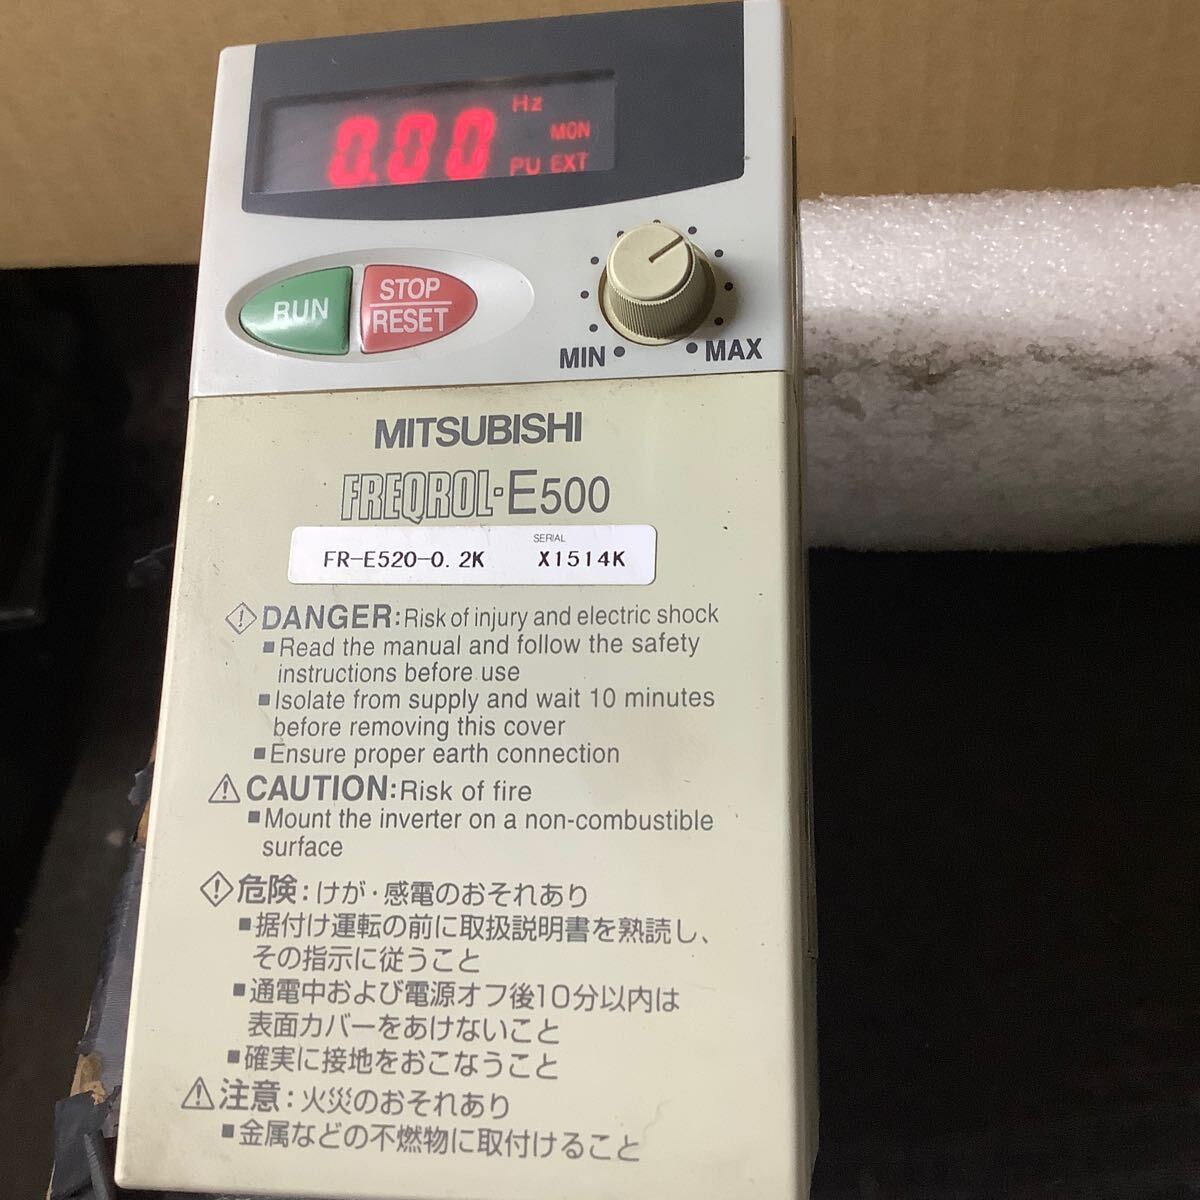 0.00 Hz
MON
PU EXT
RUN
STOP
RESET
MIN MAX
MITSUBISHI
FREQROL-E500
SERIAL
FR-E520-0.2K X1514K
DANGER:Risk of injury and electric shock
■Read the manual and follow the safety
instructions before use
■Isolate from supply and wait 10 minutes
before removing this cover
■Ensure proper earth connection
CAUTION:Risk of fire
■Mount the inverter on a non-combustible
surface
危険:けが・感電のおそれあり
■据付け運転の前に取扱説明書を熟読し、
その指示に従うこと
■通電中および電源オフ後10分以内は
表面カバーをあけないこと
■確実に接地をおこなうこと
注意:火災のおそれあり
■金属などの不燃物に取付けること